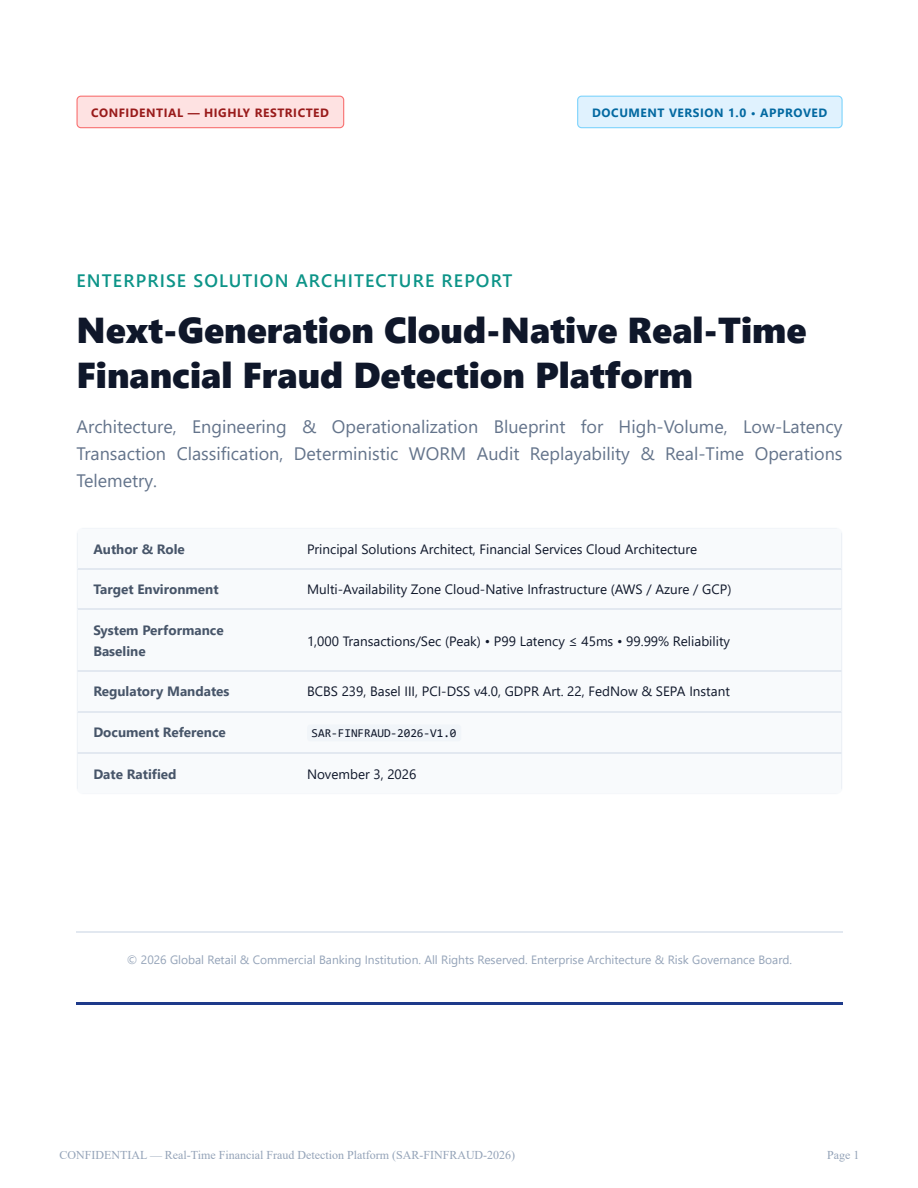 CONFIDENTIAL — HIGHLY RESTRICTED
DOCUMENT VERSION 1.0 • APPROVED
ENTERPRISE SOLUTION ARCHITECTURE REPORT
Next-Generation Cloud-Native Real-Time
Financial Fraud Detection Platform
Architecture, Engineering & Operationalization Blueprint for High-Volume, Low-Latency
Transaction Classification, Deterministic WORM Audit Replayability & Real-Time Operations
Telemetry.
Author & Role
Principal Solutions Architect, Financial Services Cloud Architecture
Target Environment
Multi-Availability Zone Cloud-Native Infrastructure (AWS / Azure / GCP)
System Performance
Baseline
1,000 Transactions/Sec (Peak) • P99 Latency ≤ 45ms • 99.99% Reliability
Regulatory Mandates
BCBS 239, Basel III, PCI-DSS v4.0, GDPR Art. 22, FedNow & SEPA Instant
Document Reference
SAR-FINFRAUD-2026-V1.0
Date Ratified
November 3, 2026
© 2026 Global Retail & Commercial Banking Institution. All Rights Reserved. Enterprise Architecture & Risk Governance Board.
CONFIDENTIAL — Real-Time Financial Fraud Detection Platform (SAR-FINFRAUD-2026)
Page 1